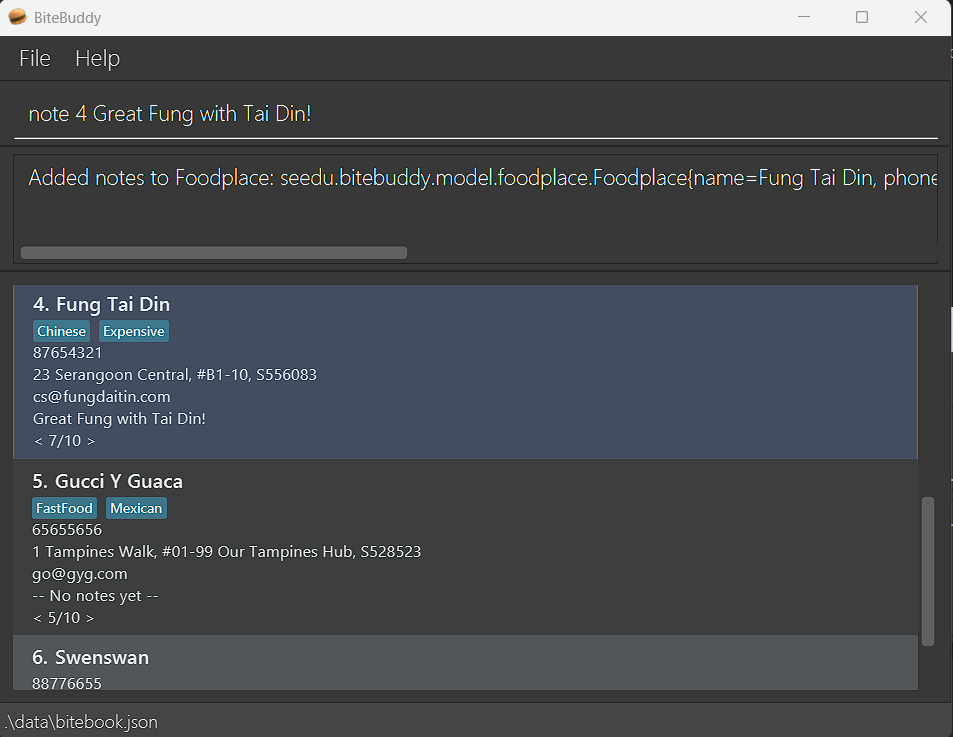 BiteBuddy
File Help
note 4 Great Fung with Tai Din!
Added notes to Foodplace: seedu.bitebuddy.model.foodplace.Foodplace{name=Fung Tai Din, phone
4. Fung Tai Din
Chinese Expensive
87654321
23 Serangoon Central, #B1-10, S556083
cs@fungdaitin.com
Great Fung with Tai Din!
< 7/10 >
5. Gucci Y Guaca
FastFood Mexican
65655656
1 Tampines Walk, #01-99 Our Tampines Hub, S528523
go@gyg.com
-- No notes yet --
< 5/10 >
6. Swenswan
88776655
.\data\bitebook.json